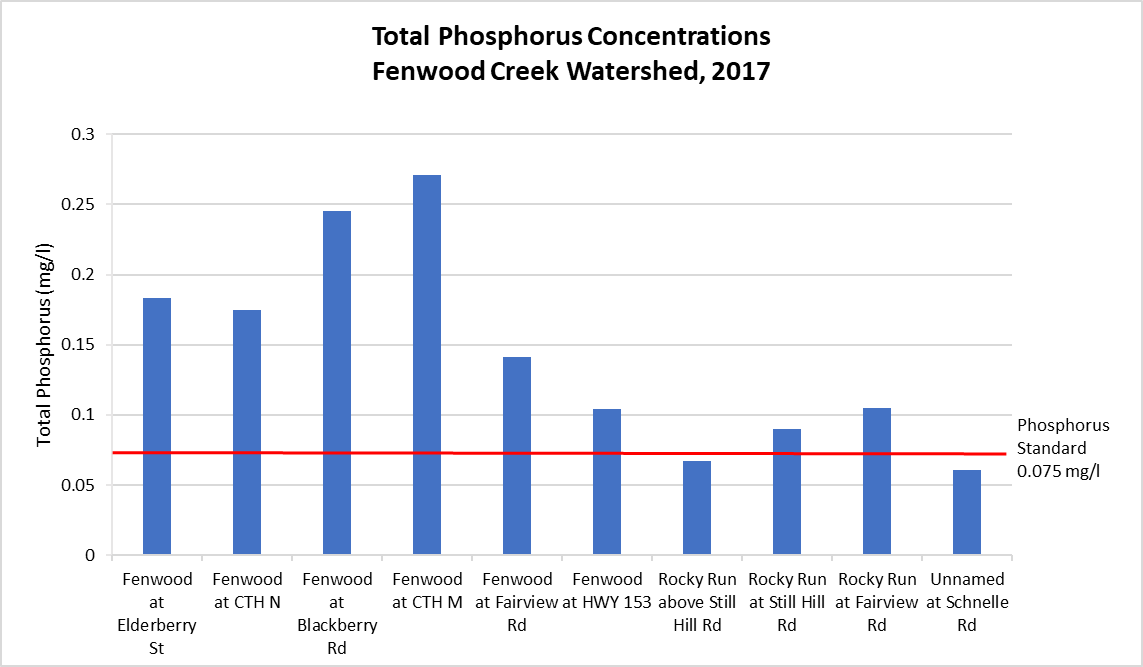 Total Phosphorus Concentrations
Fenwood Creek Watershed, 2017
Total Phosphorus (mg/l)
0.3
0.25
0.2
0.15
0.1
0.05
0
Phosphorus
Standard
0.075 mg/l
Fenwood
at
Elderberry
St
Fenwood
at CTH N
Fenwood
at
Blackberry
Rd
Fenwood
at CTH M
Fenwood
at Fairview
Rd
Fenwood
at HWY 153
Rocky Run
above Still
Hill Rd
Rocky Run
at Still Hill
Rd
Rocky Run
at Fairview
Rd
Unnamed
at Schnelle
Rd